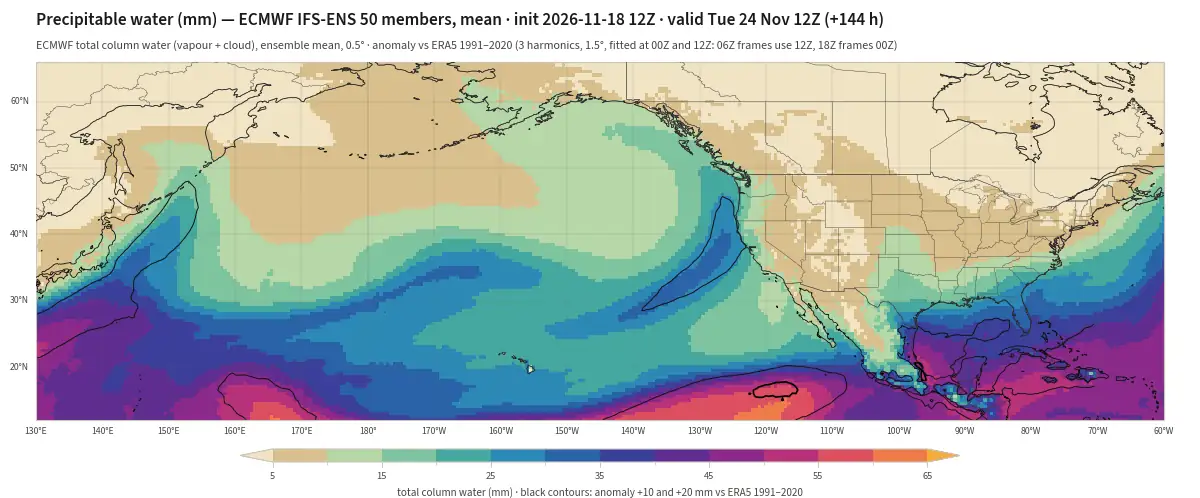 Precipitable water (mm) — ECMWF IFS-ENS 50 members, mean · init 2026-11-18 12Z · valid Tue 24 Nov 12Z (+144 h)
ECMWF total column water (vapour + cloud), ensemble mean, 0.5° · anomaly vs ERA5 1991–2020 (3 harmonics, 1.5°, fitted at 00Z and 12Z: 06Z frames use 12Z, 18Z frames 00Z)
60°N
50°N
40°N
30°N
20°N
130°E 140°E 150°E 160°E 170°E 180° 170°W 160°W 150°W 140°W 130°W 120°W 110°W 100°W 90°W 80°W 70°W 60°W
5 15 25 35 45 55 65
total column water (mm) · black contours: anomaly +10 and +20 mm vs ERA5 1991–2020